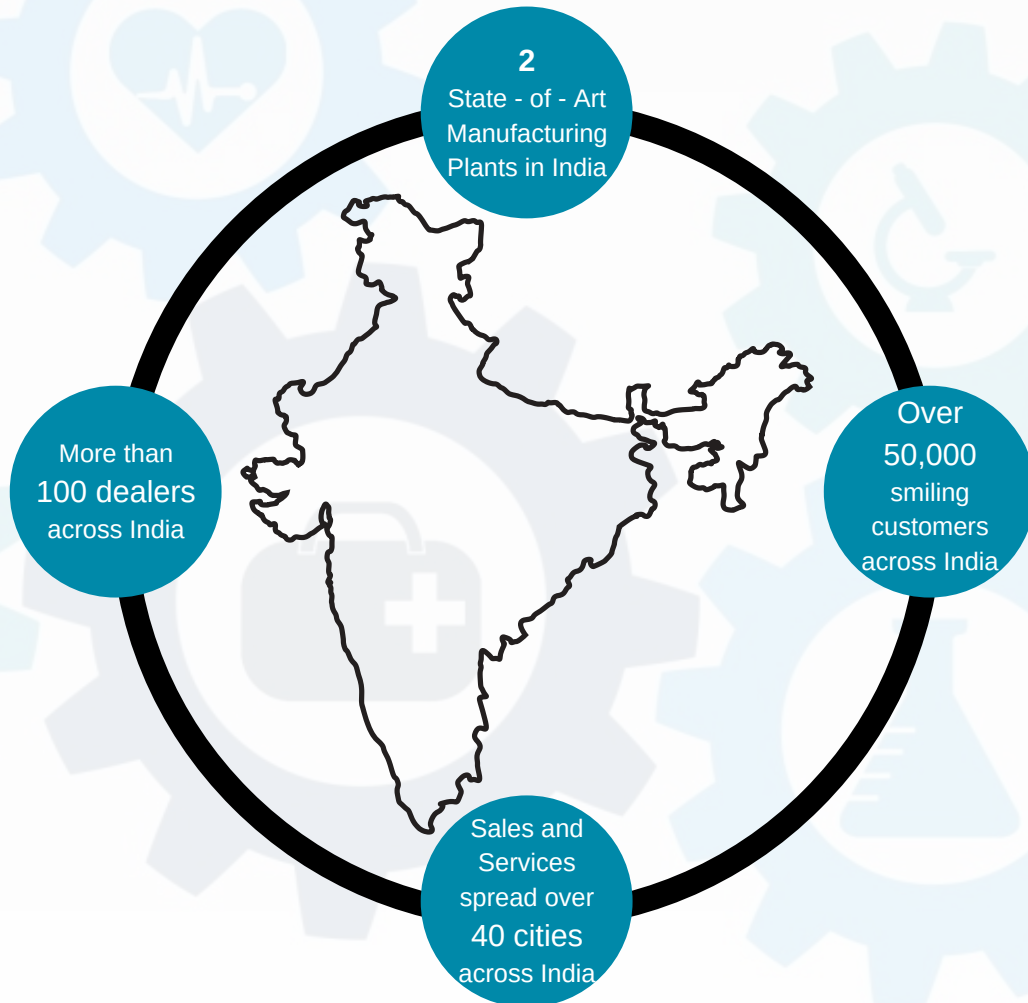 2
State - of - Art
Manufacturing
Plants in India
More than
100 dealers
across India
Over
50,000
smiling
customers
across India
Sales and
Services
spread over
40 cities
across India